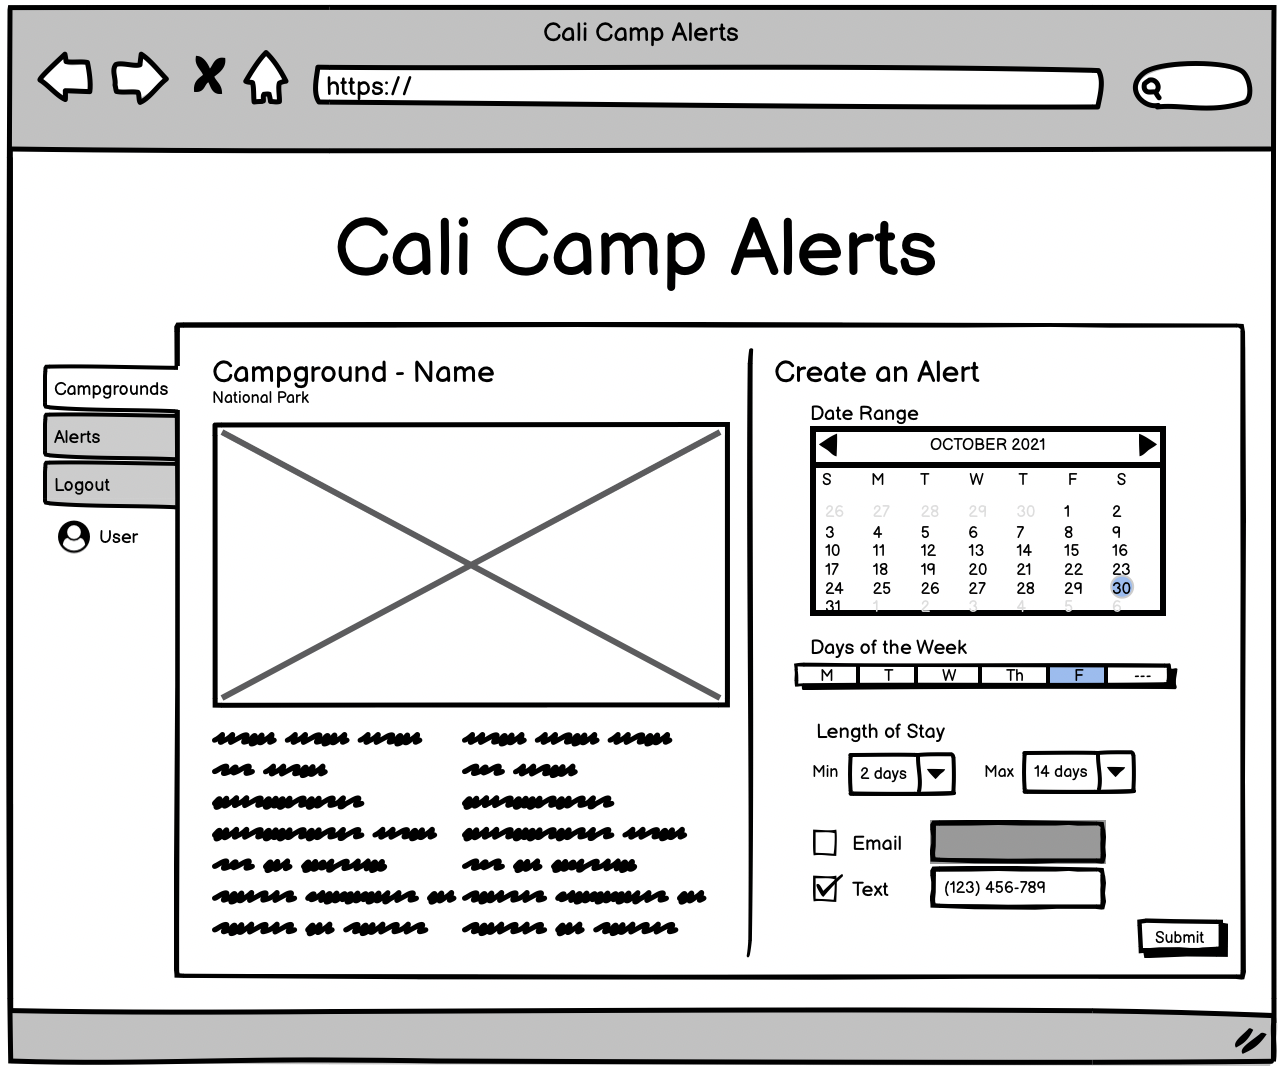 Cali Camp Alerts
https://
Cali Camp Alerts
Campgrounds
Alerts
Logout
User
Campground - Name
National Park
Create an Alert
Date Range
OCTOBER 2021
S M T W T F S
26 27 28 29 30 1 2
3 4 5 6 7 8 9
10 11 12 13 14 15 16
17 18 19 20 21 22 23
24 25 26 27 28 29 30
31 1 2 3 4 5 6
Days of the Week
M T W Th F ---
Length of Stay
Min 2 days Max 14 days
Email
Text (123) 456-789
Submit